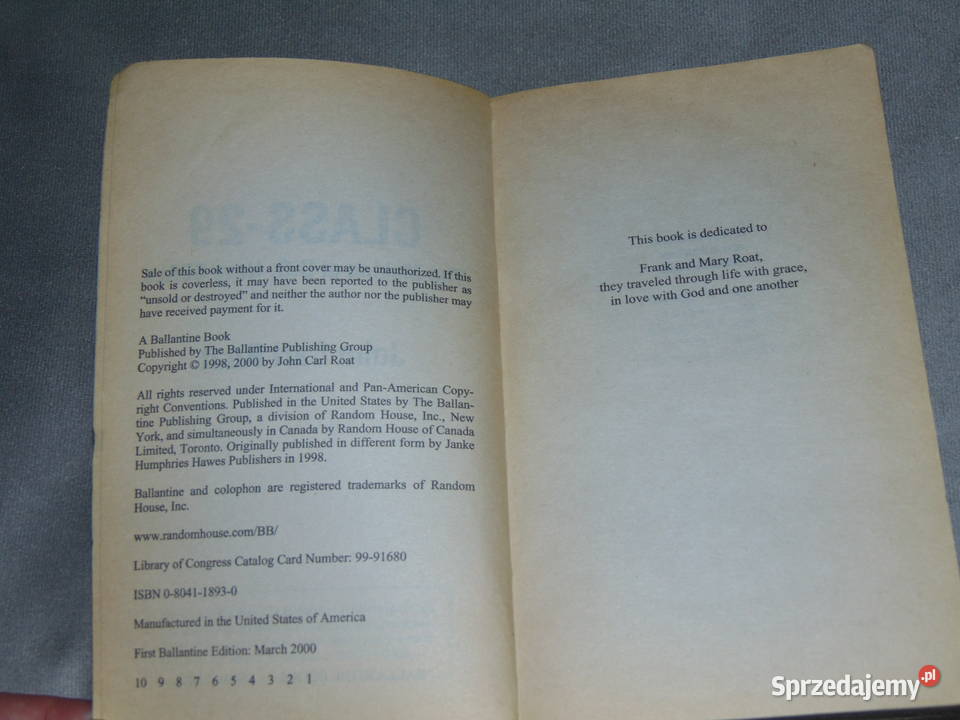 CLASS-29
Sale of this book without a front cover may be unauthorized. If this
book is coverless, it may have been reported to the publisher as
“unsold or destroyed” and neither the author nor the publisher may
have received payment for it.
A Ballantine Book
Published by The Ballantine Publishing Group
Copyright © 1998, 2000 by John Carl Roat
All rights reserved under International and Pan-American Copy-
right Conventions. Published in the United States by The Ballan-
tine Publishing Group, a division of Random House, Inc., New
York, and simultaneously in Canada by Random House of Canada
Limited, Toronto. Originally published in different form by Janke
Humphries Hawes Publishers in 1998.
Ballantine and colophon are registered trademarks of Random
House, Inc.
www.randomhouse.com/BB/
Library of Congress Catalog Card Number: 99-91680
ISBN 0-8041-1893-0
Manufactured in the United States of America
First Ballantine Edition: March 2000
10 9 8 7 6 5 4 3 2 1
This book is dedicated to
Frank and Mary Roat,
they traveled through life with grace,
in love with God and one another
Sprzedajemy.pl